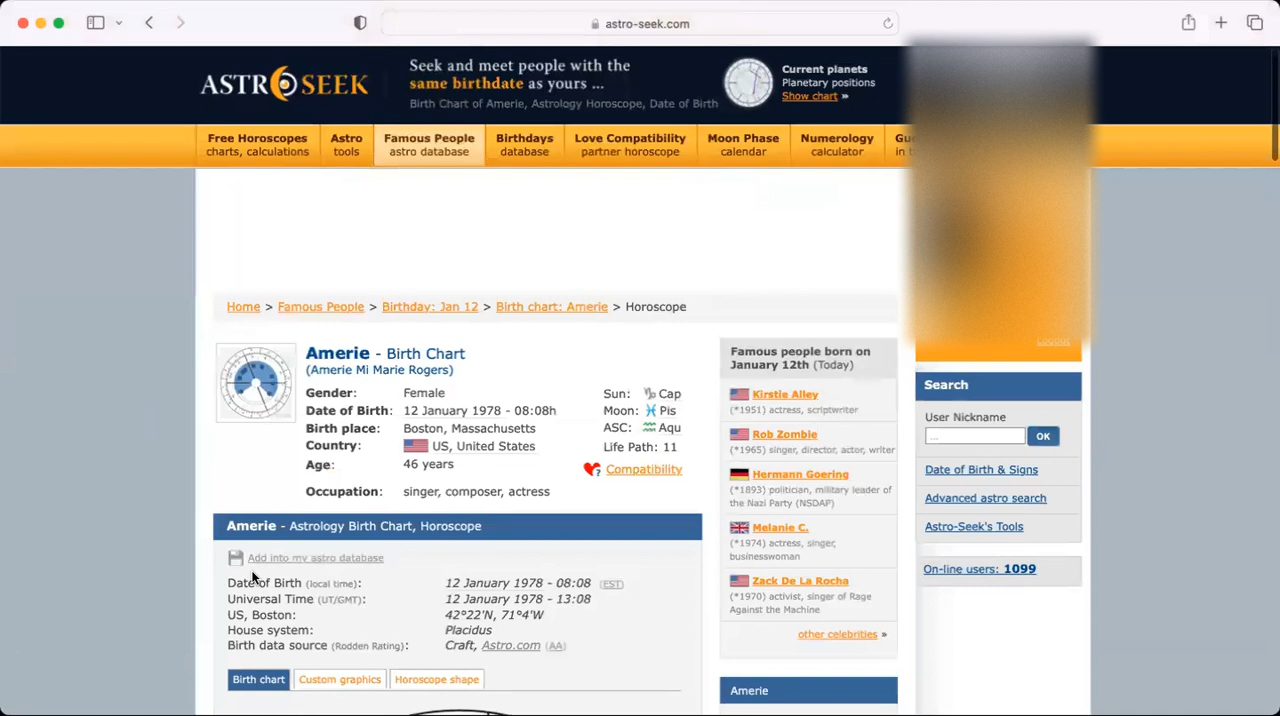 astro-seek.com
ASTROSEEK
Seek and meet people with the
same birthdate as yours ...
Birth Chart of Amerie, Astrology Horoscope, Date of Birth
Current planets
Planetary positions
Show chart »
Free Horoscopes
charts, calculations
Astro
tools
Famous People
astro database
Birthdays
database
Love Compatibility
partner horoscope
Moon Phase
calendar
Numerology
calculator
Home > Famous People > Birthday: Jan 12 > Birth chart: Amerie > Horoscope
Amerie - Birth Chart
(Amerie Mi Marie Rogers)
Gender: Female
Date of Birth: 12 January 1978 - 08:08h
Birth place: Boston, Massachusetts
Country: US, United States
Age: 46 years
Occupation: singer, composer, actress
Sun: Cap
Moon: Pis
ASC: Aqu
Life Path: 11
Compatibility
Amerie - Astrology Birth Chart, Horoscope
Add into my astro database
Date of Birth (local time): 12 January 1978 - 08:08 (EST)
Universal Time (UT/GMT): 12 January 1978 - 13:08
US, Boston: 42°22'N, 71°4'W
House system: Placidus
Birth data source (Rodden Rating): Craft, Astro.com (AA)
Birth chart
Custom graphics
Horoscope shape
Famous people born on
January 12th (Today)
Kirstie Alley
(*1951) actress, scriptwriter
Rob Zombie
(*1965) singer, director, actor, writer
Hermann Goering
(*1893) politician, military leader of
the Nazi Party (NSDAP)
Melanie C.
(*1974) actress, singer,
businesswoman
Zack De La Rocha
(*1970) activist, singer of Rage
Against the Machine
other celebrities »
Amerie
Logout
Search
User Nickname
...
OK
Date of Birth & Signs
Advanced astro search
Astro-Seek's Tools
On-line users: 1099